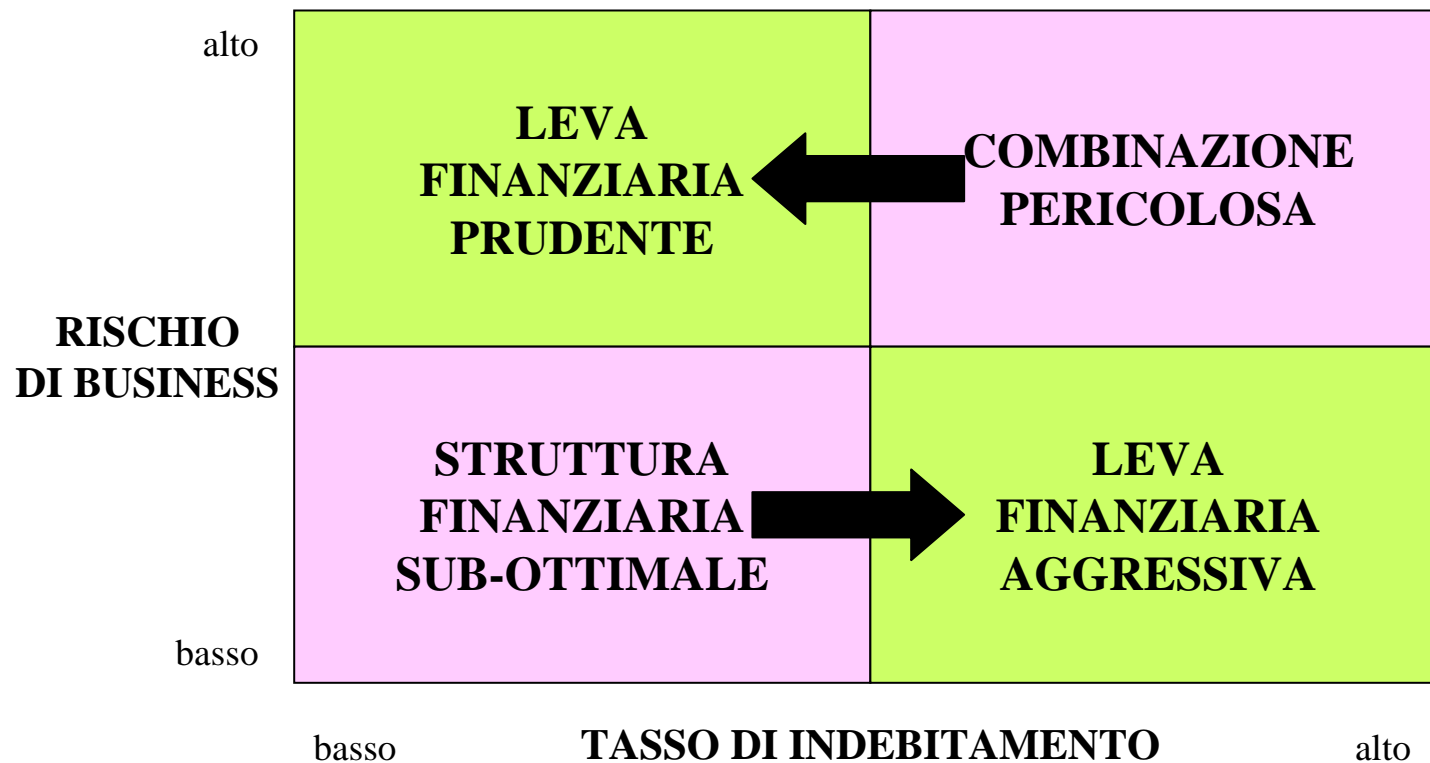 alto
LEVA
FINANZIARIA
PRUDENTE
COMBINAZIONE
PERICOLOSA
RISCHIO
DI BUSINESS
STRUTTURA
FINANZIARIA
SUB-OTTIMALE
LEVA
FINANZIARIA
AGGRESSIVA
basso
basso
TASSO DI INDEBITAMENTO
alto